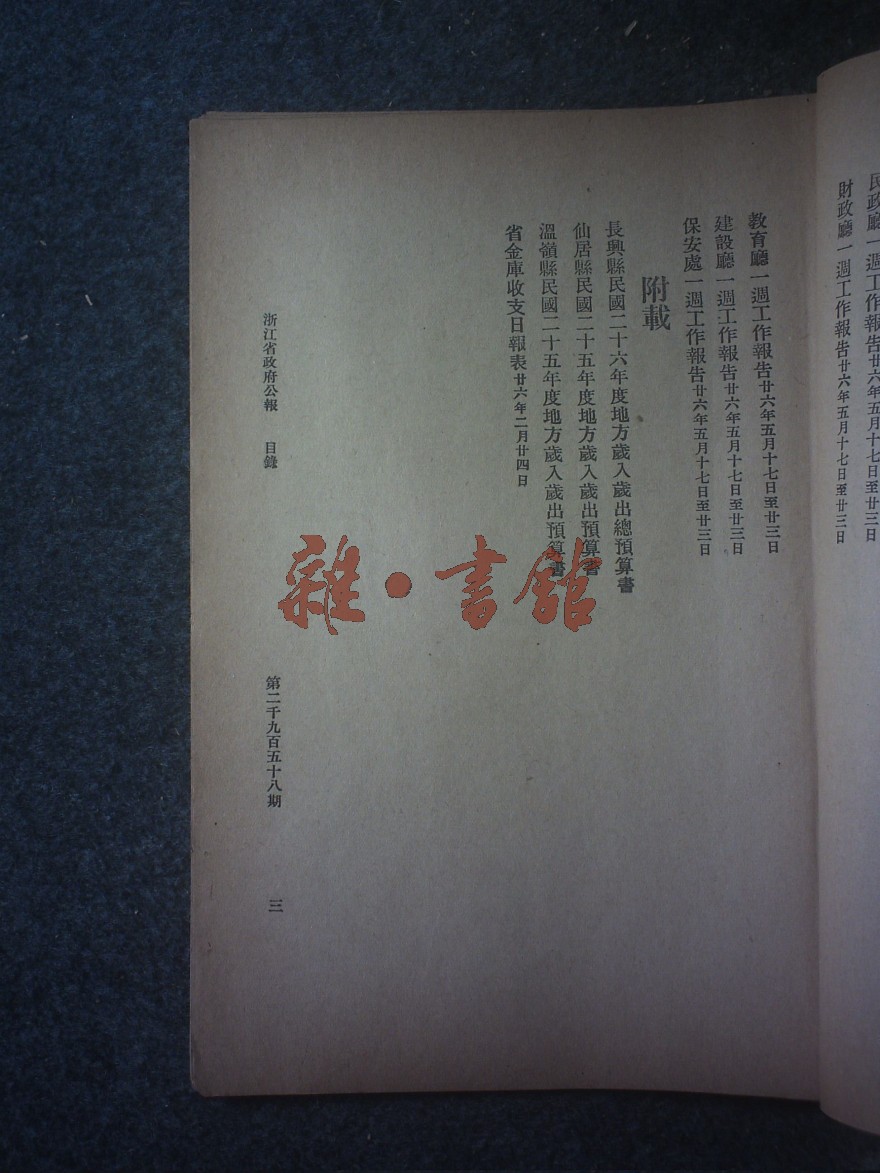 民政廳一週工作報告廿六年五月十七日至廿三日
財政廳一週工作報告廿六年五月十七日至廿三日
教育廳一週工作報告廿六年五月十七日至廿三日
建設廳一週工作報告廿六年五月十七日至廿三日
保安處一週工作報告廿六年五月十七日至廿三日
附載
長興縣民國二十六年度地方歲入歲出總預算書
仙居縣民國二十五年度地方歲入歲出預算書
溫嶺縣民國二十五年度地方歲入歲出預算書
省金庫收支日報表廿六年二月廿四日
浙江省政府公報 目錄 第二千九百五十八期 三
雜·書館